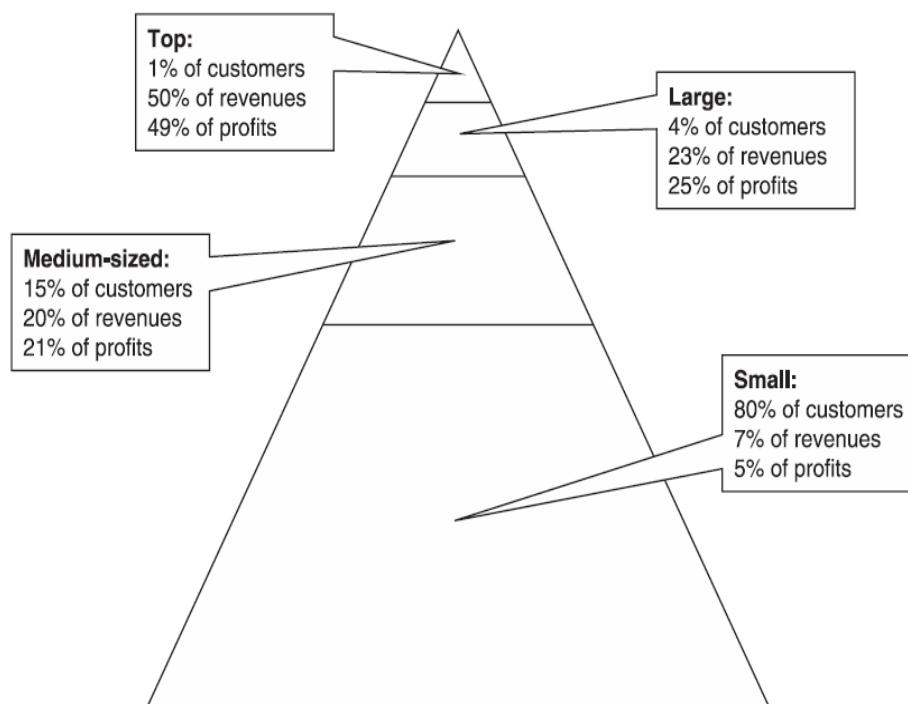 Top:
1% of customers
50% of revenues
49% of profits
Large:
4% of customers
23% of revenues
25% of profits
Medium-sized:
15% of customers
20% of revenues
21% of profits
Small:
80% of customers
7% of revenues
5% of profits